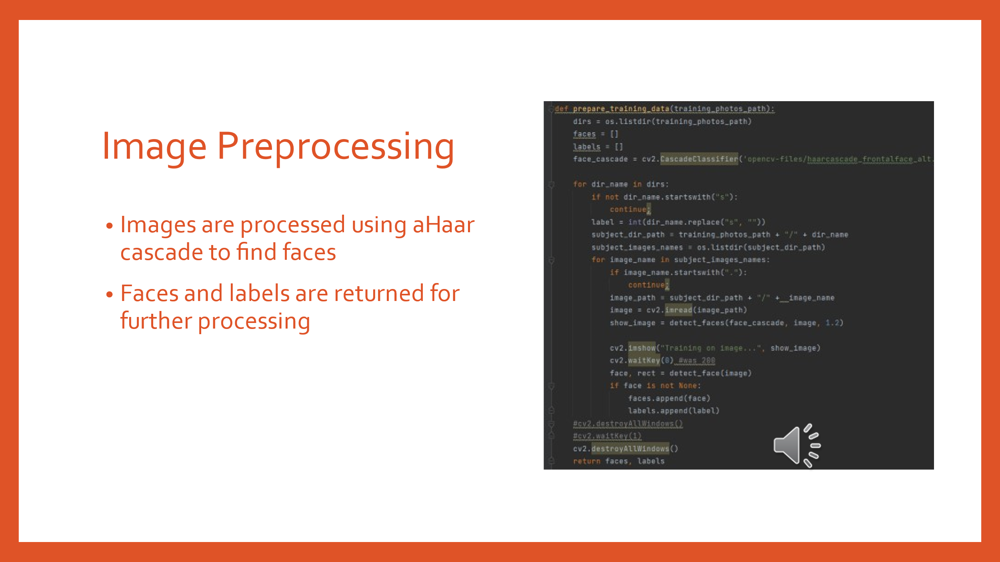 Image Preprocessing
• Images are processed using aHaar
cascade to find faces
• Faces and labels are returned for
further processing
def prepare_training_data(training_photos_path):
    dirs = os.listdir(training_photos_path)
    faces = []
    labels = []
    face_cascade = cv2.CascadeClassifier('opencv-files/haarcascade_frontalface_alt.
    for dir_name in dirs:
        if not dir_name.startswith("s"):
            continue;
        label = int(dir_name.replace("s", ""))
        subject_dir_path = training_photos_path + "/" + dir_name
        subject_images_names = os.listdir(subject_dir_path)
        for image_name in subject_images_names:
            if image_name.startswith("."):
                continue;
            image_path = subject_dir_path + "/" +  image_name
            image = cv2.imread(image_path)
            show_image = detect_faces(face_cascade, image, 1.2)
            cv2.imshow("Training on image...", show_image)
            cv2.waitKey(0) #was 200
            face, rect = detect_face(image)
            if face is not None:
                faces.append(face)
                labels.append(label)
    #cv2.destroyAllWindows()
    #cv2.waitKey(1)
    cv2.destroyAllWindows()
    return faces, labels